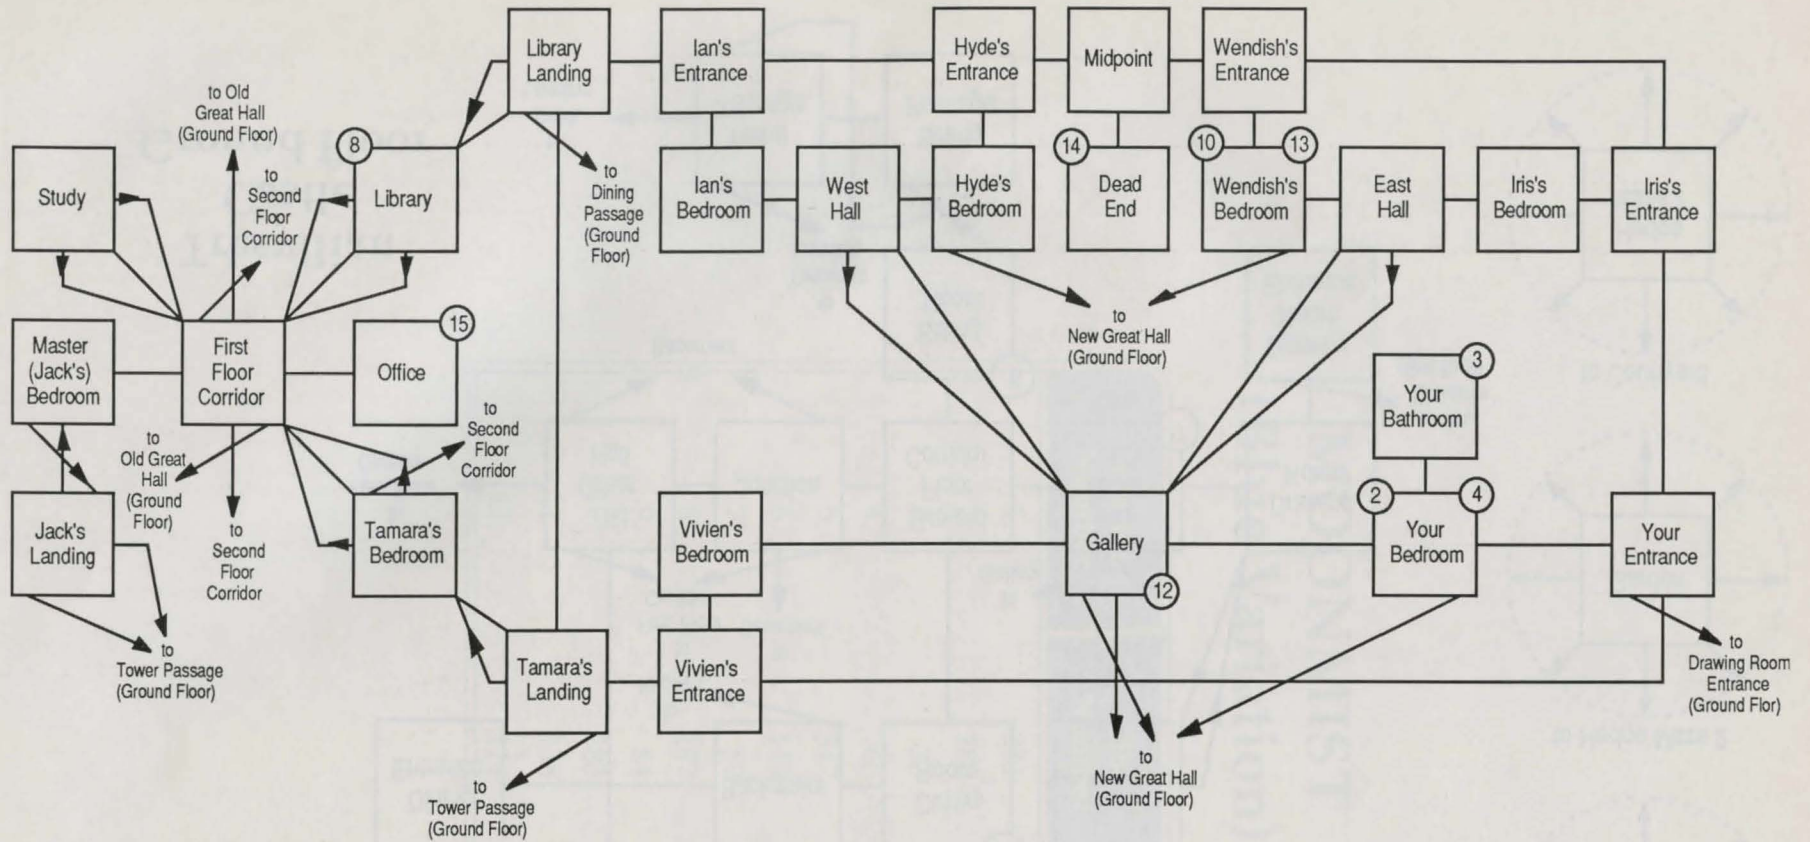 Library
Landing
Ian's
Entrance
Hyde's
Entrance
Midpoint
Wendish's
Entrance
to Old
Great Hall
(Ground Floor)
8
to
Second
Floor
Corridor
Study
Library
to
Dining
Passage
(Ground
Floor)
Ian's
Bedroom
West
Hall
Hyde's
Bedroom
14
Dead
End
10
13
Wendish's
Bedroom
East
Hall
Iris's
Bedroom
Iris's
Entrance
Master
(Jack's)
Bedroom
First
Floor
Corridor
15
Office
to
New Great Hall
(Ground Floor)
3
Your
Bathroom
to
Old Great
Hall
(Ground
Floor)
to
Second
Floor
Corridor
to
Second
Floor
Corridor
Jack's
Landing
Tamara's
Bedroom
Vivien's
Bedroom
Gallery
12
2
4
Your
Bedroom
Your
Entrance
to
Tower Passage
(Ground Floor)
Tamara's
Landing
Vivien's
Entrance
to
Drawing Room
Entrance
(Ground Flor)
to
Tower Passage
(Ground Floor)
to
New Great Hall
(Ground Floor)